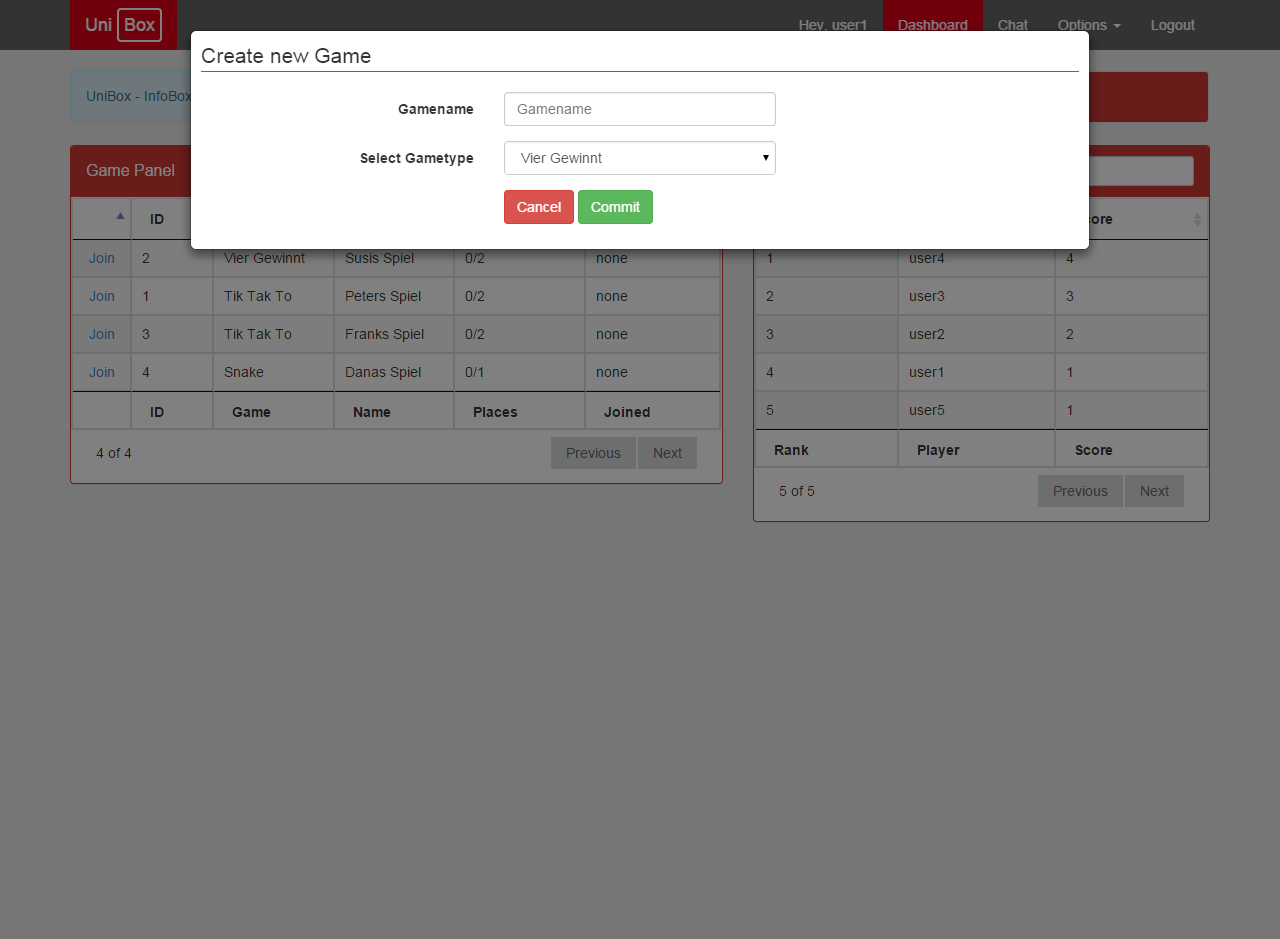 Uni Box Hey, user1 Dashboard Chat Options Logout
Create new Game
UniBox - InfoBox
Gamename Gamename
Select Gametype Vier Gewinnt
Cancel Commit
Game Panel
ID
Join 2 Vier Gewinnt Susis Spiel 0/2 none
Join 1 Tik Tak To Peters Spiel 0/2 none
Join 3 Tik Tak To Franks Spiel 0/2 none
Join 4 Snake Danas Spiel 0/1 none
ID Game Name Places Joined
4 of 4 Previous Next
ore
1 user4 4
2 user3 3
3 user2 2
4 user1 1
5 user5 1
Rank Player Score
5 of 5 Previous Next